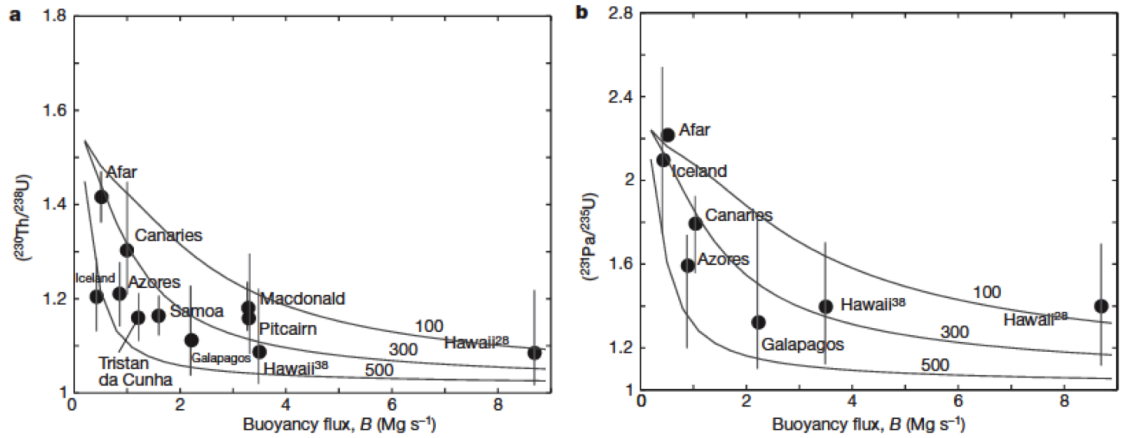 a
1.8
1.6
1.4
1.2
1
(²³⁰Th/²³⁸U)
Afar
Canaries
Iceland
Azores
Samoa
Macdonald
Pitcairn
Tristan
da Cunha
Galapagos
Hawaii³⁸
Hawaii²⁸
100
300
500
0 2 4 6 8
Buoyancy flux, B (Mg s⁻¹)
b
2.8
2.4
2
1.6
1.2
1
(²³¹Pa/²³⁵U)
Afar
Iceland
Canaries
Azores
Hawaii³⁸
Galapagos
Hawaii²⁸
100
300
500
0 2 4 6 8
Buoyancy flux, B (Mg s⁻¹)